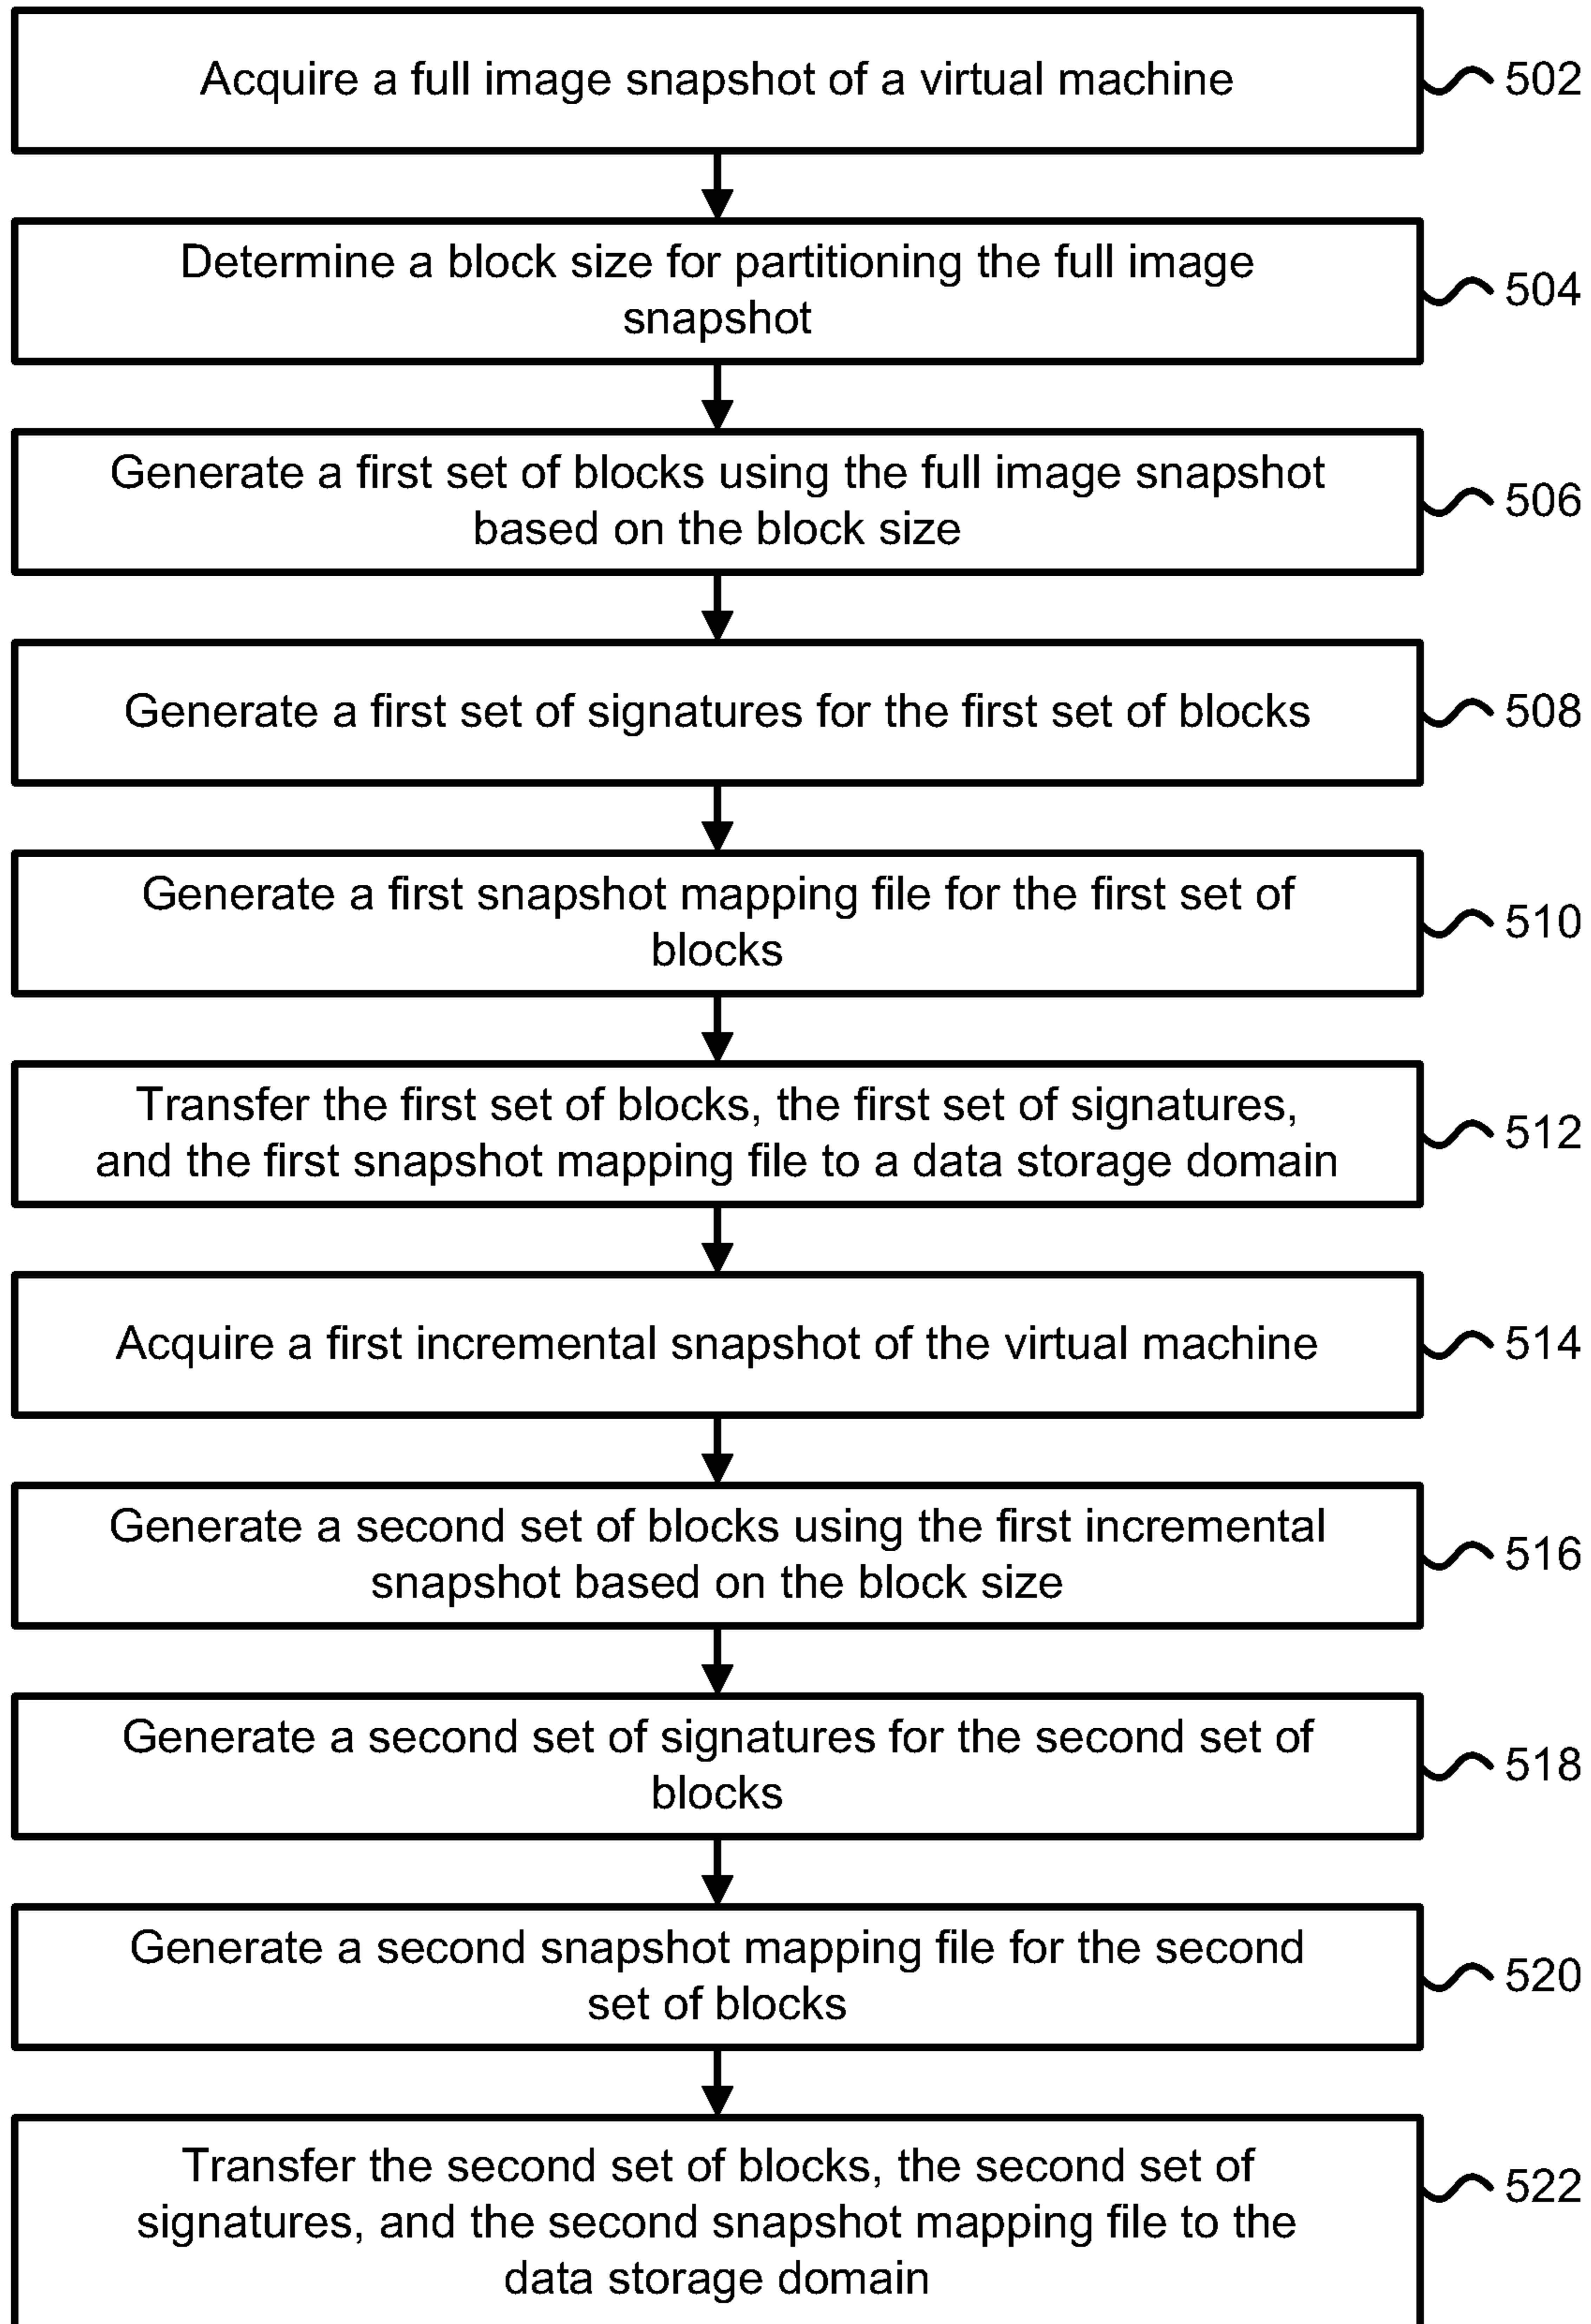 Acquire a full image snapshot of a virtual machine
502
Determine a block size for partitioning the full image
snapshot
504
Generate a first set of blocks using the full image snapshot
based on the block size
506
Generate a first set of signatures for the first set of blocks
508
Generate a first snapshot mapping file for the first set of
blocks
510
Transfer the first set of blocks, the first set of signatures,
and the first snapshot mapping file to a data storage domain
512
Acquire a first incremental snapshot of the virtual machine
514
Generate a second set of blocks using the first incremental
snapshot based on the block size
516
Generate a second set of signatures for the second set of
blocks
518
Generate a second snapshot mapping file for the second
set of blocks
520
Transfer the second set of blocks, the second set of
signatures, and the second snapshot mapping file to the
data storage domain
522